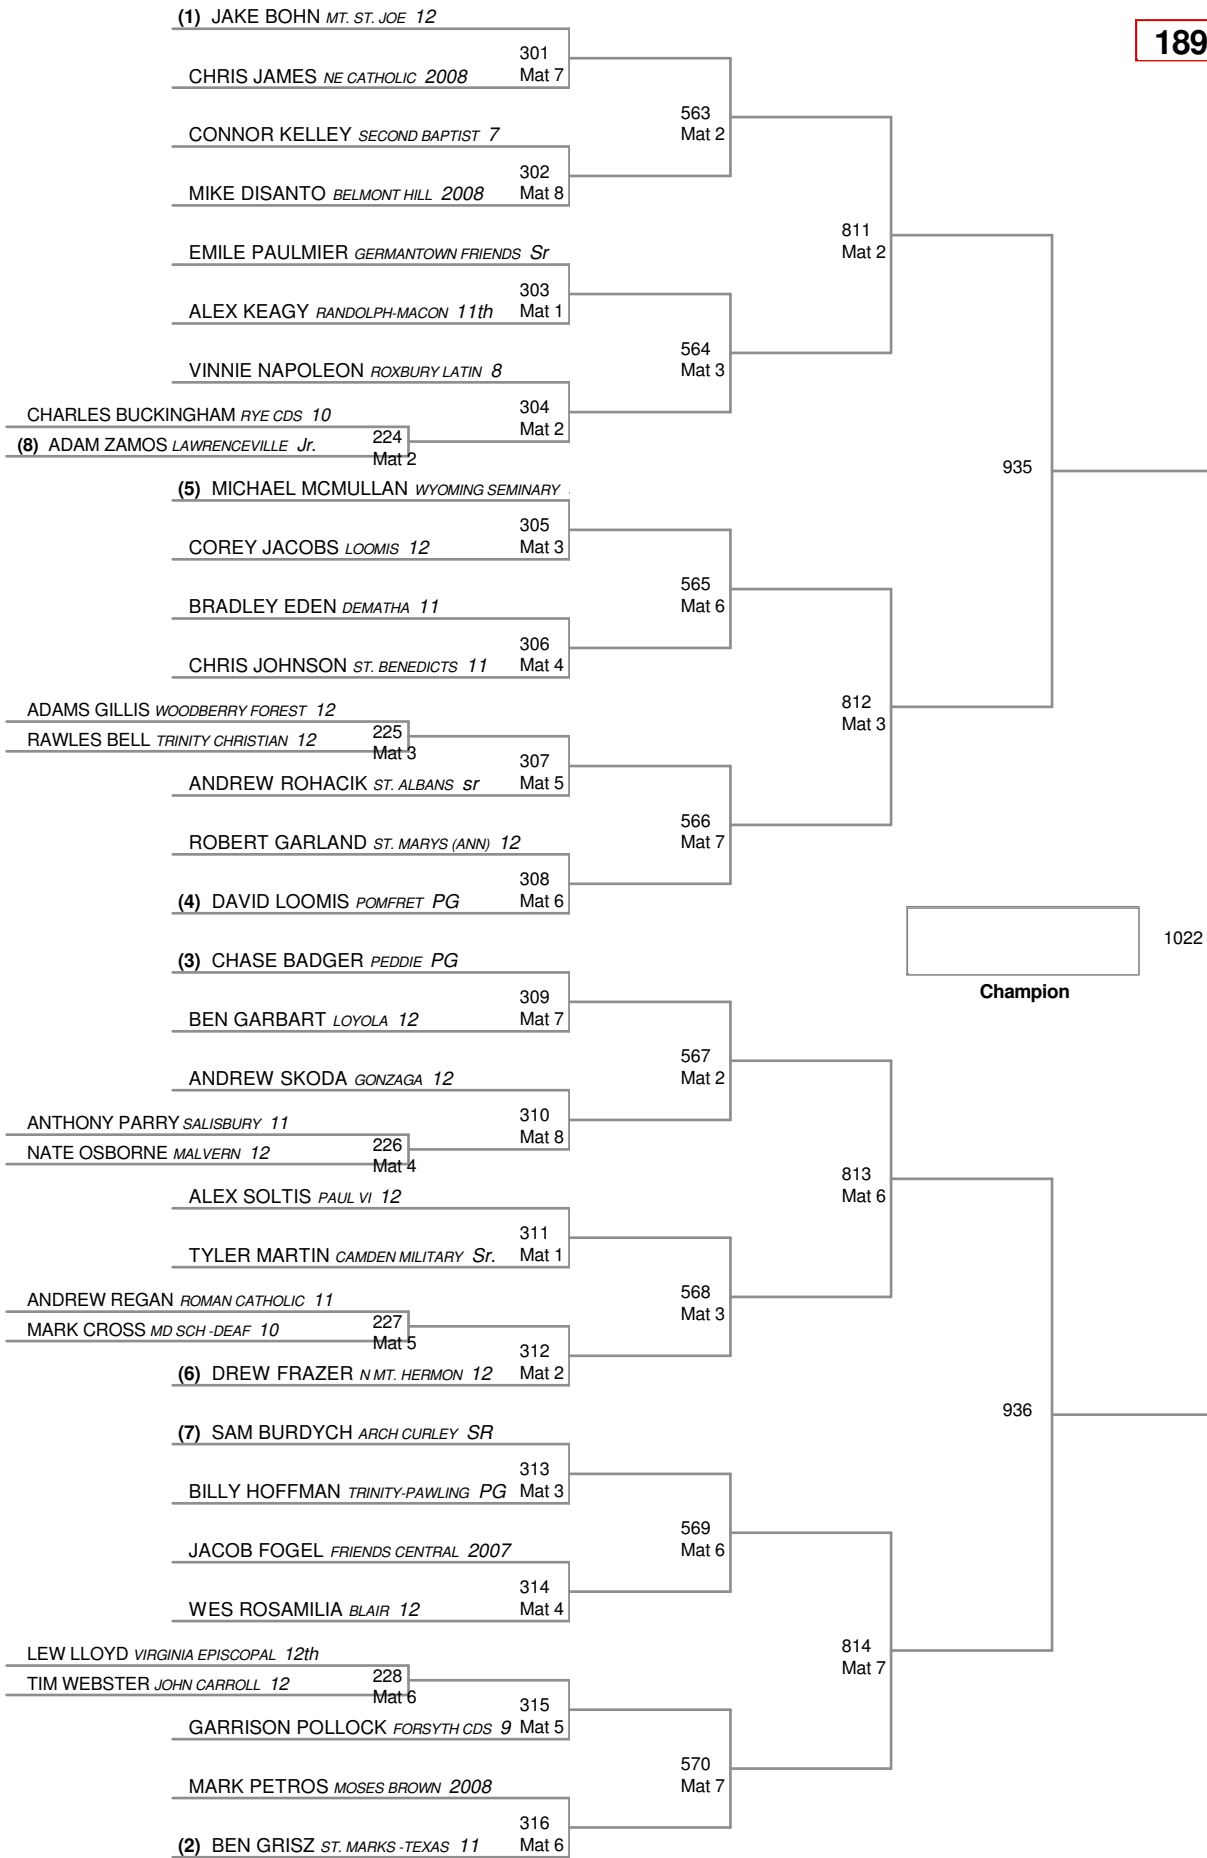 (1) JAKE BOHN MT. ST. JOE 12
189
301
Mat 7
CHRIS JAMES NE CATHOLIC 2008
563
Mat 2
CONNOR KELLEY SECOND BAPTIST 7
302
Mat 8
MIKE DISANTO BELMONT HILL 2008
811
Mat 2
EMILE PAULMIER GERMANTOWN FRIENDS Sr
303
Mat 1
ALEX KEAGY RANDOLPH-MACON 11th
564
Mat 3
VINNIE NAPOLEON ROXBURY LATIN 8
304
Mat 2
CHARLES BUCKINGHAM RYE CDS 10
(8) ADAM ZAMOS LAWRENCEVILLE Jr.
224
Mat 2
935
(5) MICHAEL MCMULLAN WYOMING SEMINARY
305
Mat 3
COREY JACOBS LOOMIS 12
565
Mat 6
BRADLEY EDEN DEMATHA 11
306
Mat 4
CHRIS JOHNSON ST. BENEDICTS 11
812
Mat 3
ADAMS GILLIS WOODBERRY FOREST 12
RAWLES BELL TRINITY CHRISTIAN 12
225
Mat 3
307
Mat 5
ANDREW ROHACIK ST. ALBANS sr
566
Mat 7
ROBERT GARLAND ST. MARYS (ANN) 12
308
Mat 6
(4) DAVID LOOMIS POMFRET PG
1022
Champion
(3) CHASE BADGER PEDDIE PG
309
Mat 7
BEN GARBART LOYOLA 12
567
Mat 2
ANDREW SKODA GONZAGA 12
310
Mat 8
ANTHONY PARRY SALISBURY 11
NATE OSBORNE MALVERN 12
226
Mat 4
813
Mat 6
ALEX SOLTIS PAUL VI 12
311
Mat 1
TYLER MARTIN CAMDEN MILITARY Sr.
568
Mat 3
ANDREW REGAN ROMAN CATHOLIC 11
MARK CROSS MD SCH -DEAF 10
227
Mat 5
312
Mat 2
(6) DREW FRAZER N MT. HERMON 12
936
(7) SAM BURDYCH ARCH CURLEY SR
313
Mat 3
BILLY HOFFMAN TRINITY-PAWLING PG
569
Mat 6
JACOB FOGEL FRIENDS CENTRAL 2007
314
Mat 4
WES ROSAMILIA BLAIR 12
814
Mat 7
LEW LLOYD VIRGINIA EPISCOPAL 12th
TIM WEBSTER JOHN CARROLL 12
228
Mat 6
315
Mat 5
GARRISON POLLOCK FORSYTH CDS 9
570
Mat 7
MARK PETROS MOSES BROWN 2008
316
Mat 6
(2) BEN GRISZ ST. MARKS -TEXAS 11